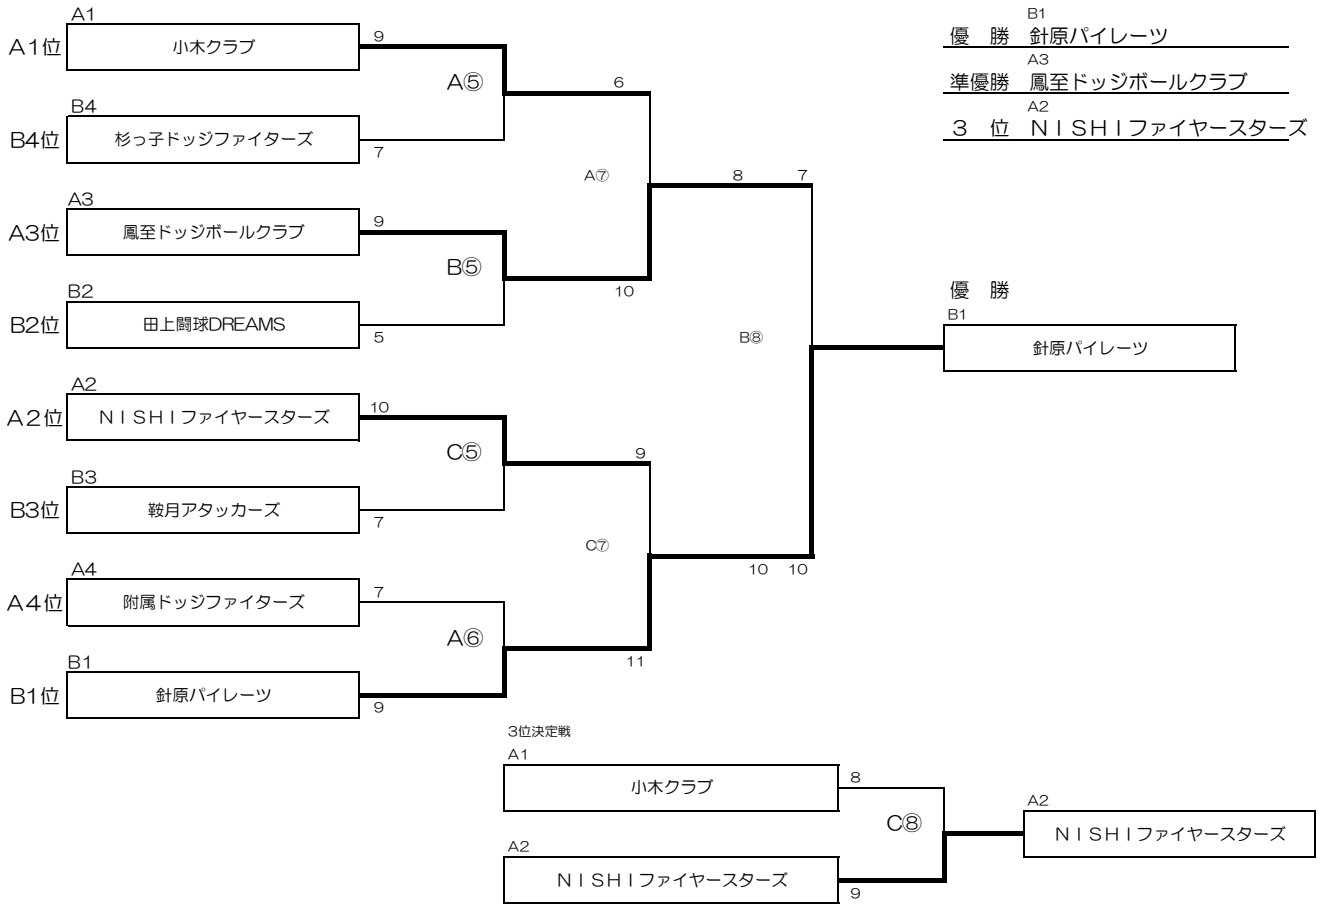 A1
A1位
小木クラブ
9
A⑤
6
B4
B4位
杉っ子ドッジファイターズ
7
A⑦
8
7
A3
A3位
鳳至ドッジボールクラブ
9
B⑤
10
B2
B2位
田上闘球DREAMS
5
B⑧
A2
A2位
NISHIファイヤースターズ
10
C⑤
9
B3
B3位
鞍月アタッカーズ
7
C⑦
10
10
A4
A4位
附属ドッジファイターズ
7
A⑥
11
B1
B1位
針原パイレーツ
9
B1
優　勝　針原パイレーツ
A3
準優勝　鳳至ドッジボールクラブ
A2
3　位　NISHIファイヤースターズ
優　勝
B1
針原パイレーツ
3位決定戦
A1
小木クラブ
8
C⑧
A2
NISHIファイヤースターズ
9
A2
NISHIファイヤースターズ